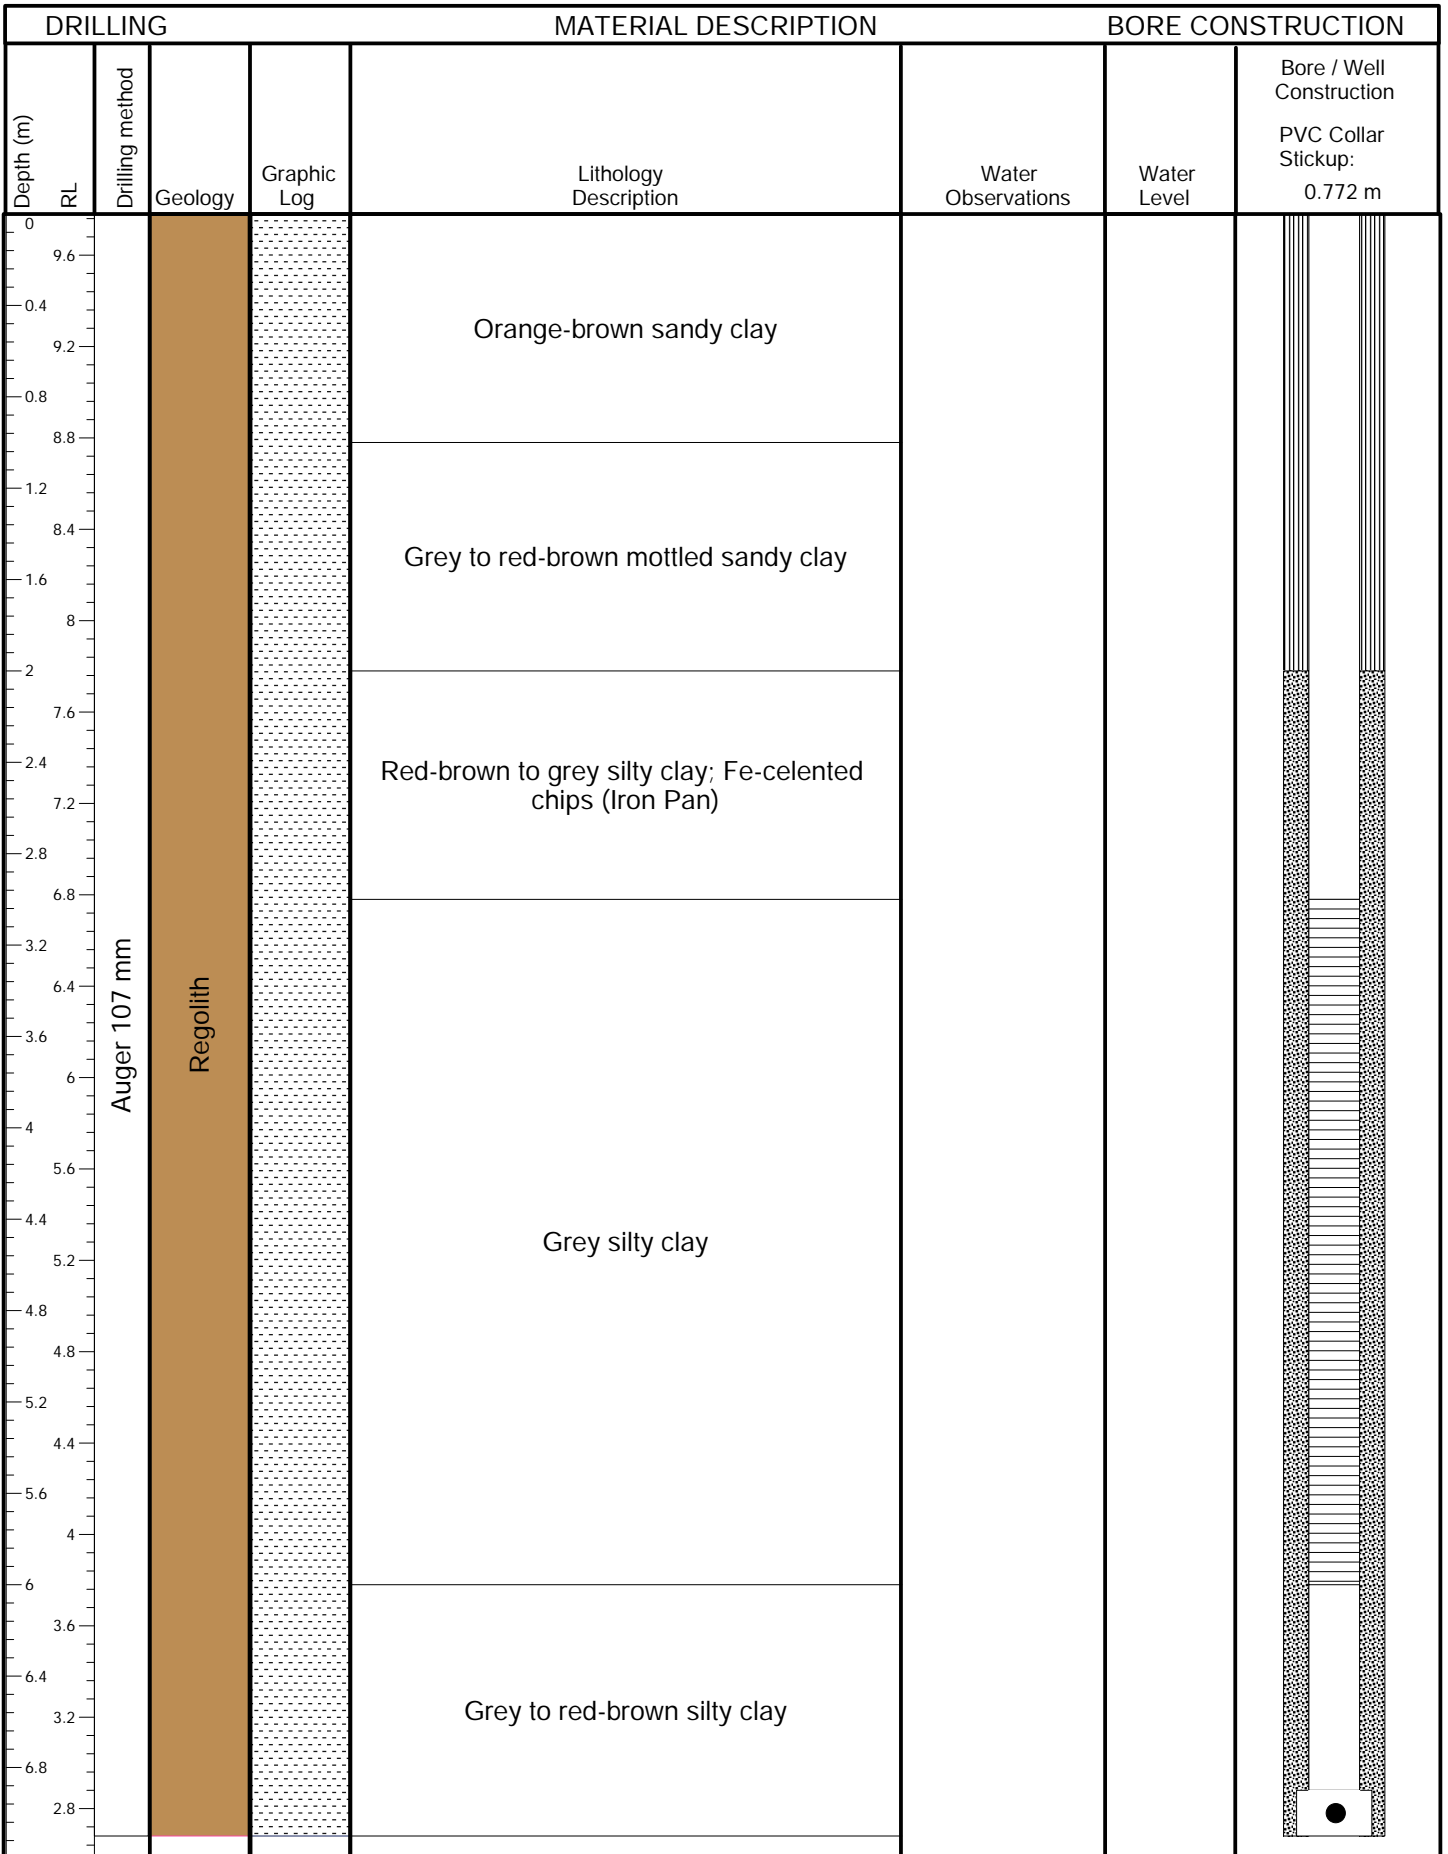 DRILLING MATERIAL DESCRIPTION BORE CONSTRUCTION
Depth (m)
RL
Drilling method
Geology
Graphic
Log
Lithology
Description
Water
Observations
Water
Level
Bore / Well
Construction
PVC Collar
Stickup:
0.772 m
0
9.6
0.4
9.2
0.8
8.8
1.2
8.4
1.6
8
2
7.6
2.4
7.2
2.8
6.8
3.2
6.4
3.6
6
4
5.6
4.4
5.2
4.8
4.8
5.2
4.4
5.6
4
6
3.6
6.4
3.2
6.8
2.8
Auger 107 mm
Regolith
Orange-brown sandy clay
Grey to red-brown mottled sandy clay
Red-brown to grey silty clay; Fe-celented
chips (Iron Pan)
Grey silty clay
Grey to red-brown silty clay